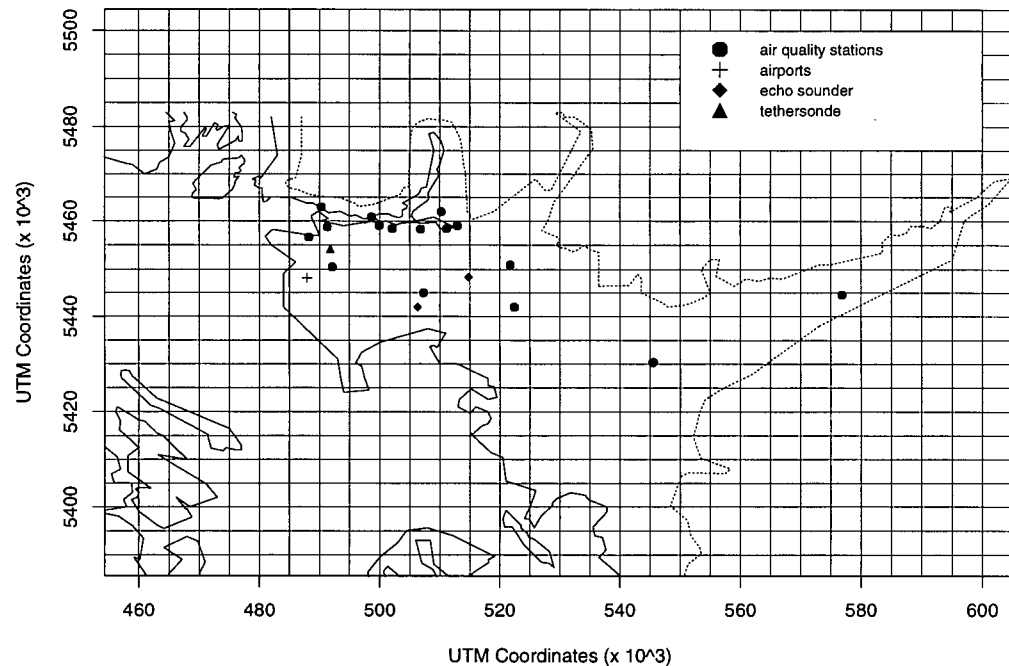 5500
5480
5460
5440
5420
5400
UTM Coordinates (x 10^3)
air quality stations
airports
echo sounder
tethersonde
460
480
500
520
540
560
580
600
UTM Coordinates (x 10^3)